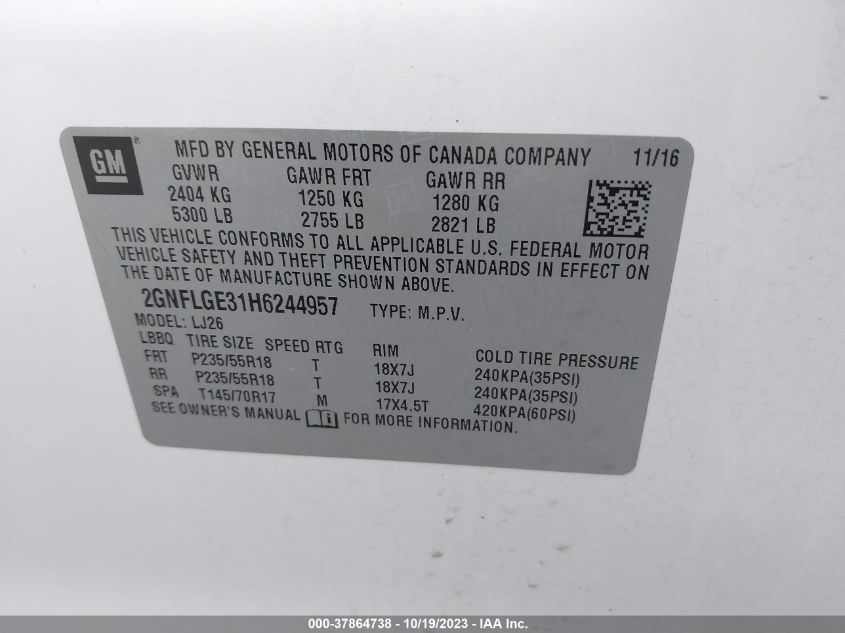 GM
MFD BY GENERAL MOTORS OF CANADA COMPANY 11/16
GVWR GAWR FRT GAWR RR
2404 KG 1250 KG 1280 KG
5300 LB 2755 LB 2821 LB
THIS VEHICLE CONFORMS TO ALL APPLICABLE U.S. FEDERAL MOTOR
VEHICLE SAFETY AND THEFT PREVENTION STANDARDS IN EFFECT ON
THE DATE OF MANUFACTURE SHOWN ABOVE.
2GNFLGE31H6244957 TYPE: M.P.V.
MODEL: LJ26
LBBQ TIRE SIZE SPEED RTG RIM COLD TIRE PRESSURE
FRT P235/55R18 T 18X7J 240KPA(35PSI)
RR P235/55R18 T 18X7J 240KPA(35PSI)
SPA T145/70R17 M 17X4.5T 420KPA(60PSI)
SEE OWNER'S MANUAL FOR MORE INFORMATION.
000-37864738 - 10/19/2023 - IAA Inc.